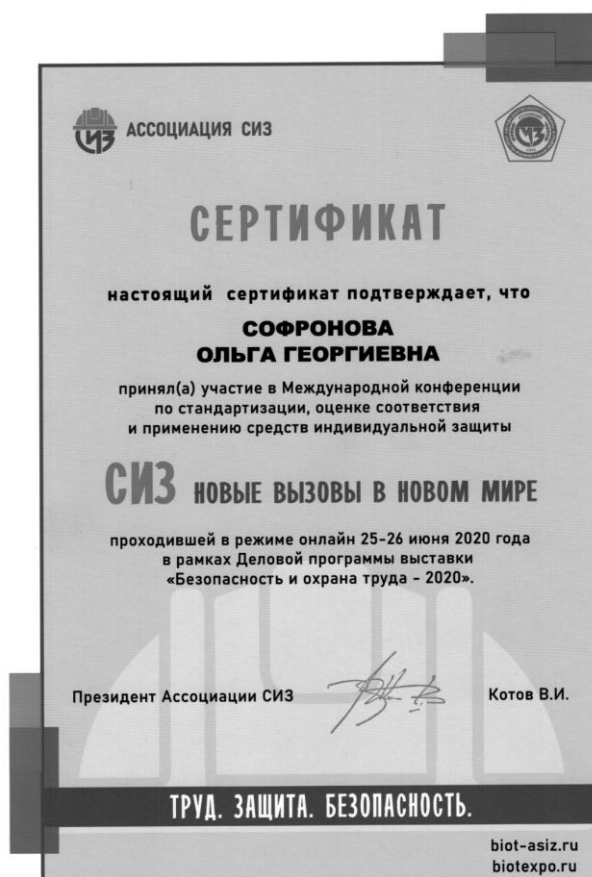 СИЗ АССОЦИАЦИЯ СИЗ
СЕРТИФИКАТ
настоящий сертификат подтверждает, что
СОФРОНОВА
ОЛЬГА ГЕОРГИЕВНА
принял(а) участие в Международной конференции
по стандартизации, оценке соответствия
и применению средств индивидуальной защиты
СИЗ НОВЫЕ ВЫЗОВЫ В НОВОМ МИРЕ
проходившей в режиме онлайн 25-26 июня 2020 года
в рамках Деловой программы выставки
«Безопасность и охрана труда - 2020».
Президент Ассоциации СИЗ Котов В.И.
ТРУД. ЗАЩИТА. БЕЗОПАСНОСТЬ.
biot-asiz.ru
biotexpo.ru